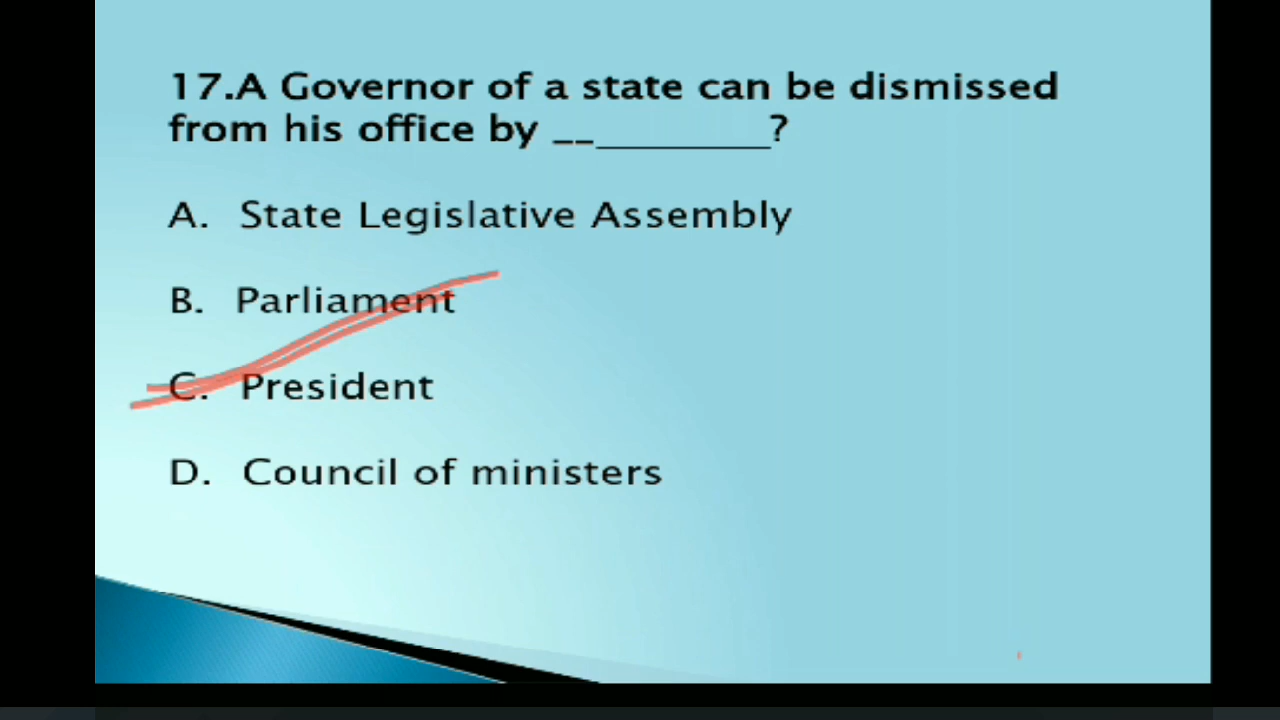 17.A Governor of a state can be dismissed
from his office by __________?
A. State Legislative Assembly
B. Parliament
C. President
D. Council of ministers